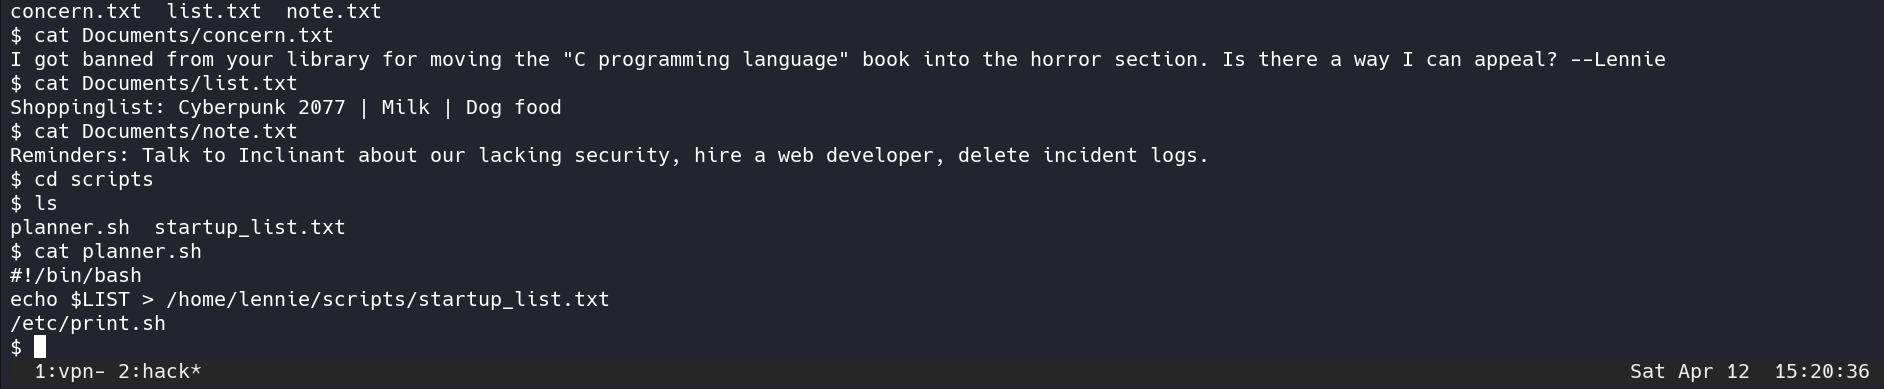 concern.txt  list.txt  note.txt
$ cat Documents/concern.txt
I got banned from your library for moving the "C programming language" book into the horror section. Is there a way I can appeal? --Lennie
$ cat Documents/list.txt
Shoppinglist: Cyberpunk 2077 | Milk | Dog food
$ cat Documents/note.txt
Reminders: Talk to Inclinant about our lacking security, hire a web developer, delete incident logs.
$ cd scripts
$ ls
planner.sh  startup_list.txt
$ cat planner.sh
#!/bin/bash
echo $LIST > /home/lennie/scripts/startup_list.txt
/etc/print.sh
$
1:vpn- 2:hack*  Sat Apr 12  15:20:36